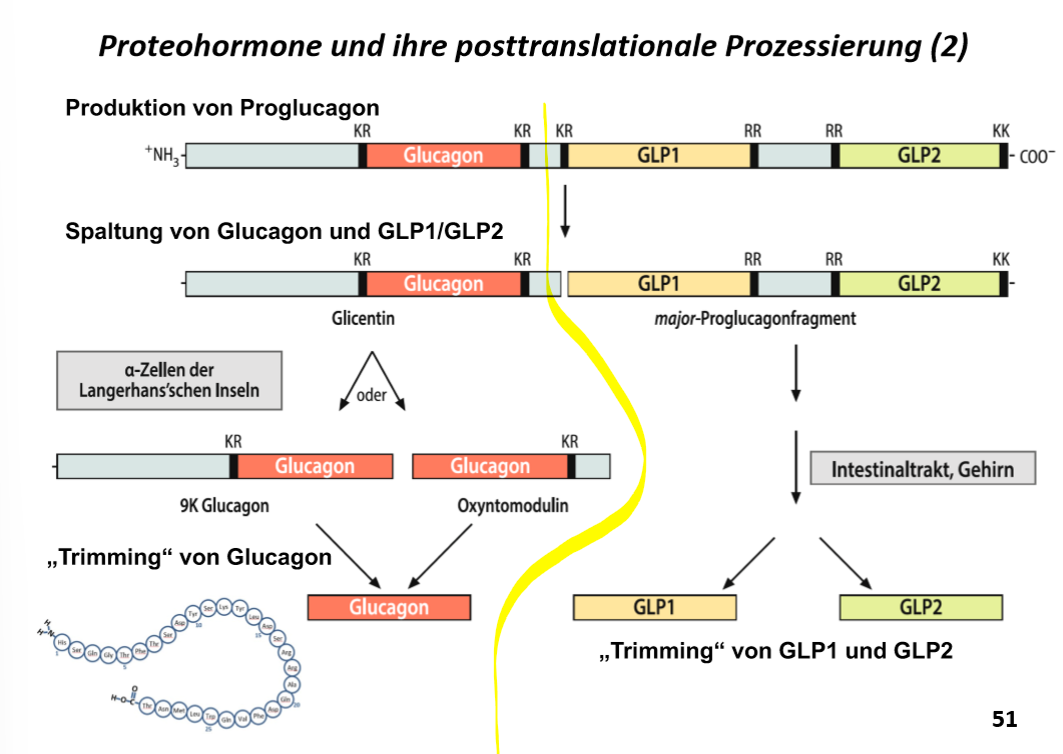 Proteohormone und ihre posttranslationale Prozessierung (2)
Produktion von Proglucagon
KR KR KR RR RR KK
⁺NH₃- Glucagon GLP1 GLP2 - COO⁻
Spaltung von Glucagon und GLP1/GLP2
KR KR RR RR KK
Glucagon GLP1 GLP2
Glicentin major-Proglucagonfragment
α-Zellen der
Langerhans’schen Inseln
oder
KR KR
Glucagon Glucagon
Intestinaltrakt, Gehirn
9K Glucagon Oxyntomodulin
„Trimming“ von Glucagon
Glucagon GLP1 GLP2
„Trimming“ von GLP1 und GLP2
H H N His Ser Gln Gly Thr Phe Thr Ser Asp Tyr Ser Lys Tyr Leu Asp Ser Arg Arg Ala Gln Asp Phe Val Gln Trp Leu Met Asn Thr C O O H
1 5 10 15 20 25
51